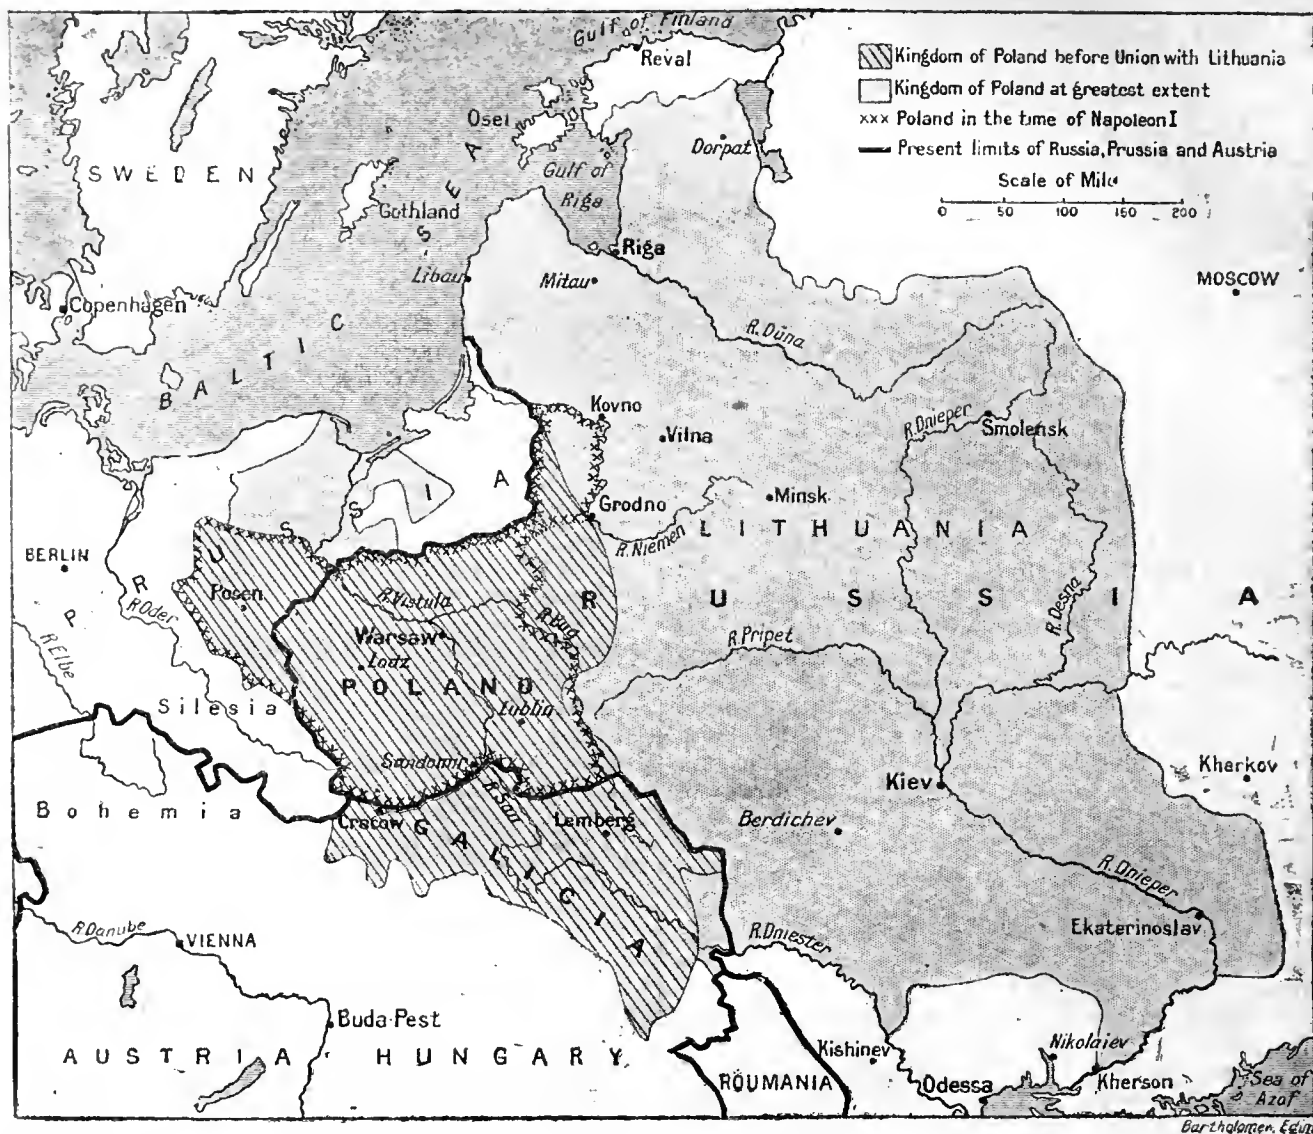 Gulf of Finland
Reval
Kingdom of Poland before Union with Lithuania
Kingdom of Poland at greatest extent
xxx Poland in the time of Napoleon I
Present limits of Russia, Prussia and Austria
Scale of
0 50 100 150 200
Osel
Dorpat
SWEDEN
Gulf of
Riga
Gothland
BALTIC SEA
Riga
Libau
Mitau
MOSCOW
Copenhagen
R. Düna
Kovno
Vilna
R. Dnieper
Smolensk
Minsk
Grodno
LITHUANIA
R. Niemen
BERLIN
PRUSSIA
R. Oder
Posen
R. Vistula
R. Bug
RUSSIA
R. Desna
R. Elbe
Warsaw
Lodz
R. Pripet
POLAND
Silesia
Lublin
Sandomir
Kiev
Kharkov
Bohemia
Cracow
R. San
Lemberg
Berdichev
GALICIA
R. Dnieper
Ekaterinoslav
R. Danube
VIENNA
R. Dniester
Buda-Pest
AUSTRIA HUNGARY
Kishinev
Nikolaiev
ROUMANIA
Odessa
Kherson
Sea of
Azof
Bartholomew, Edin